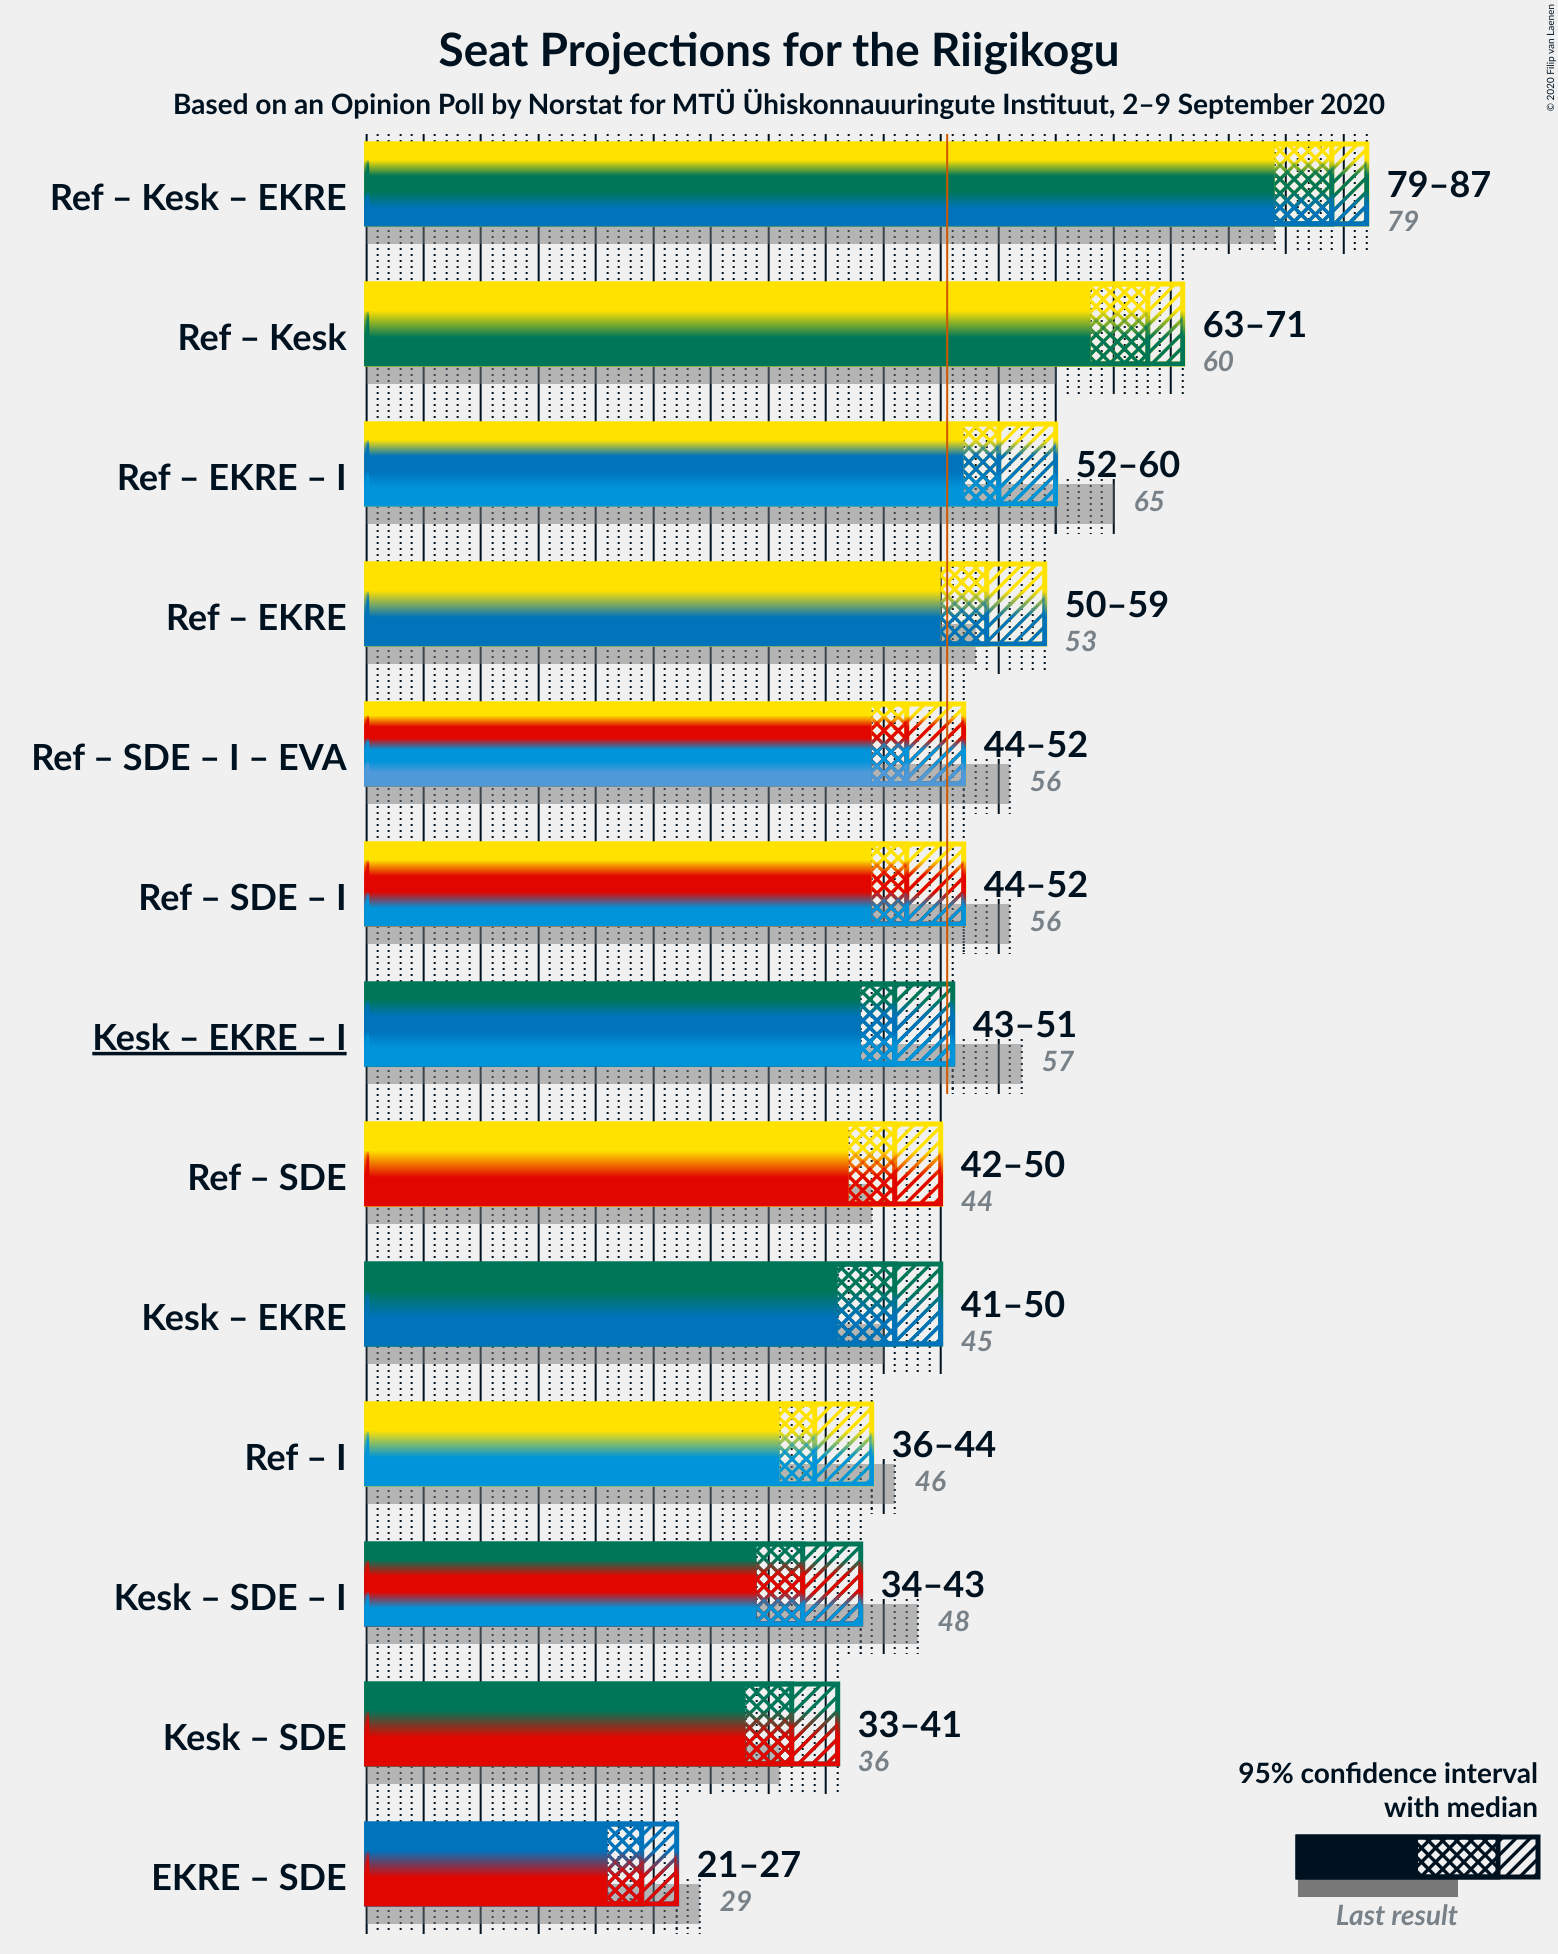 Seat Projections for the Riigikogu
Based on an Opinion Poll by Norstat for MTÜ Ühiskonnauuringute Instituut, 2–9 September 2020
© 2020 Filip van Laenen
Ref – Kesk – EKRE
79–87
79
Ref – Kesk
63–71
60
Ref – EKRE – I
52–60
65
Ref – EKRE
50–59
53
Ref – SDE – I – EVA
44–52
56
Ref – SDE – I
44–52
56
Kesk – EKRE – I
43–51
57
Ref – SDE
42–50
44
Kesk – EKRE
41–50
45
Ref – I
36–44
46
Kesk – SDE – I
34–43
48
Kesk – SDE
33–41
36
EKRE – SDE
21–27
29
95% confidence interval
with median
Last result